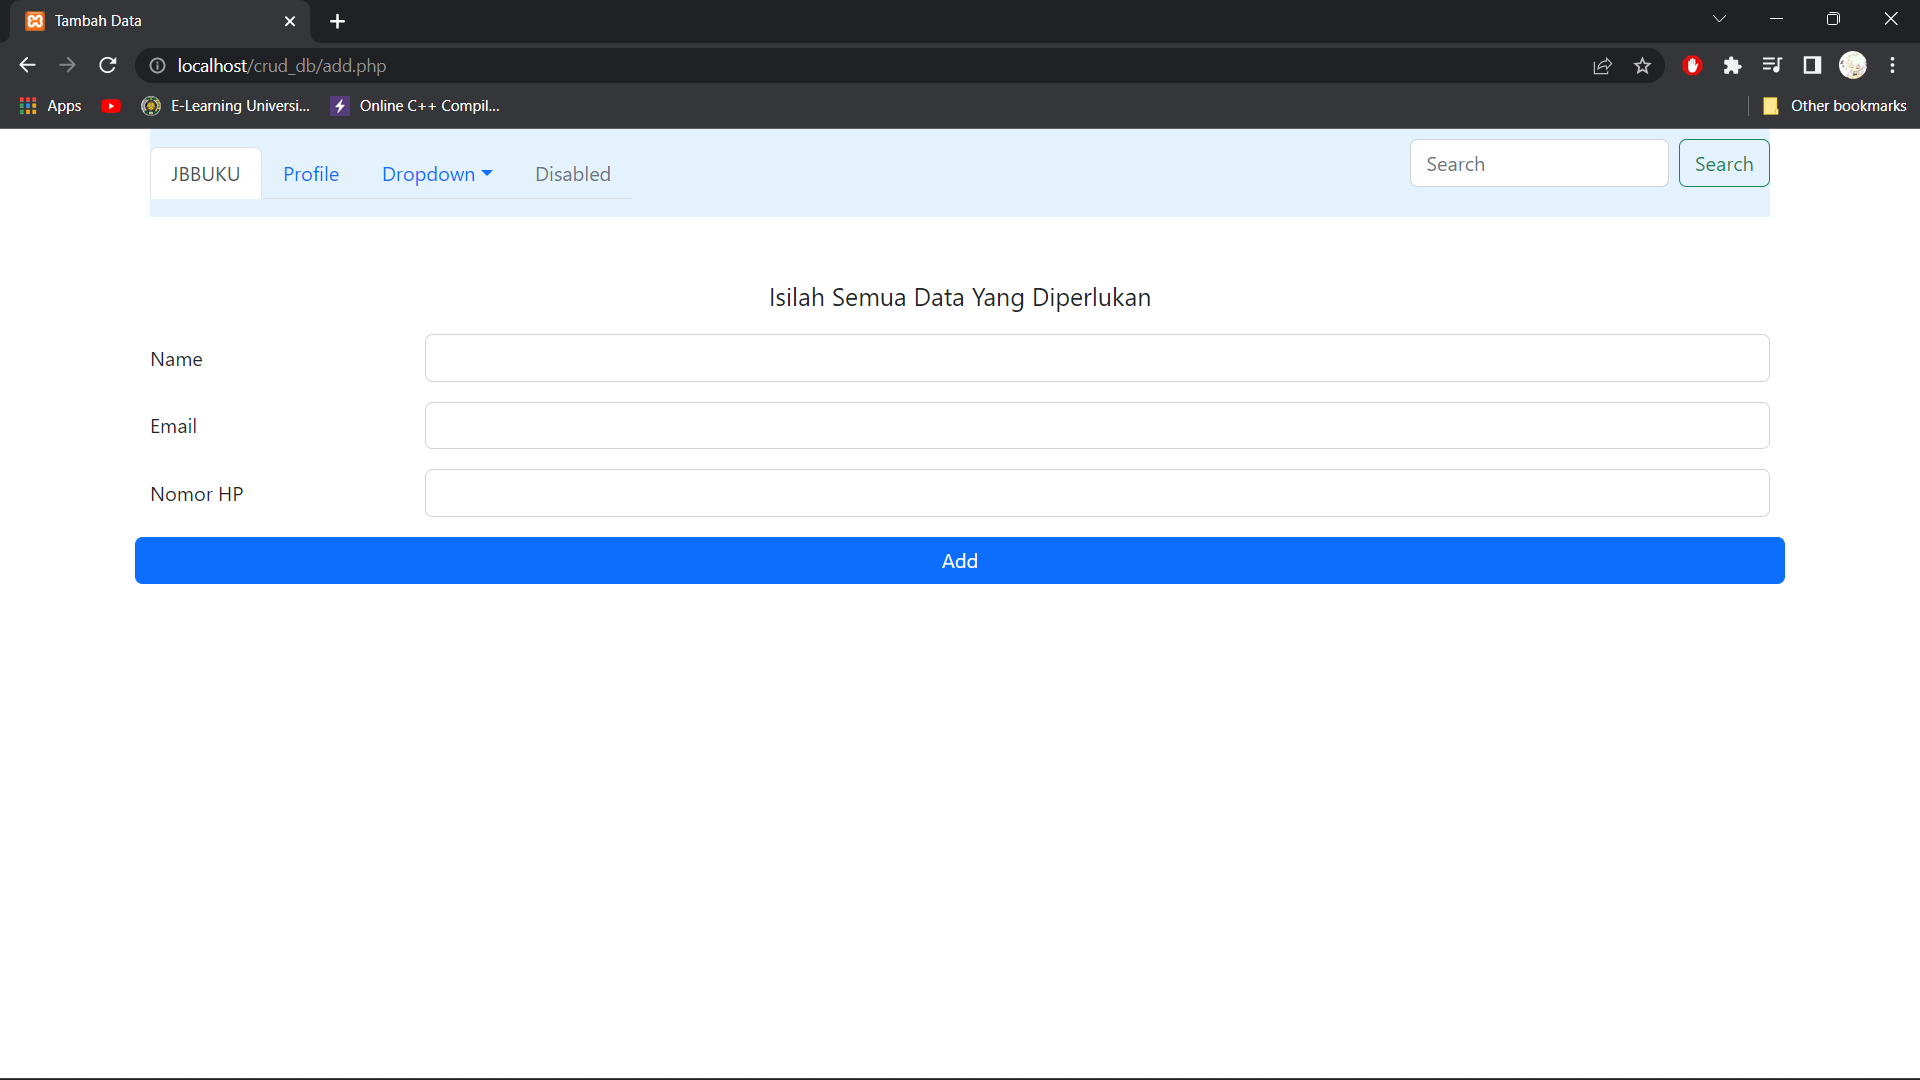 Tambah Data
localhost/crud_db/add.php
Apps
E-Learning Universi...
Online C++ Compil...
Other bookmarks
JBBUKU
Profile
Dropdown
Disabled
Search
Search
Isilah Semua Data Yang Diperlukan
Name
Email
Nomor HP
Add